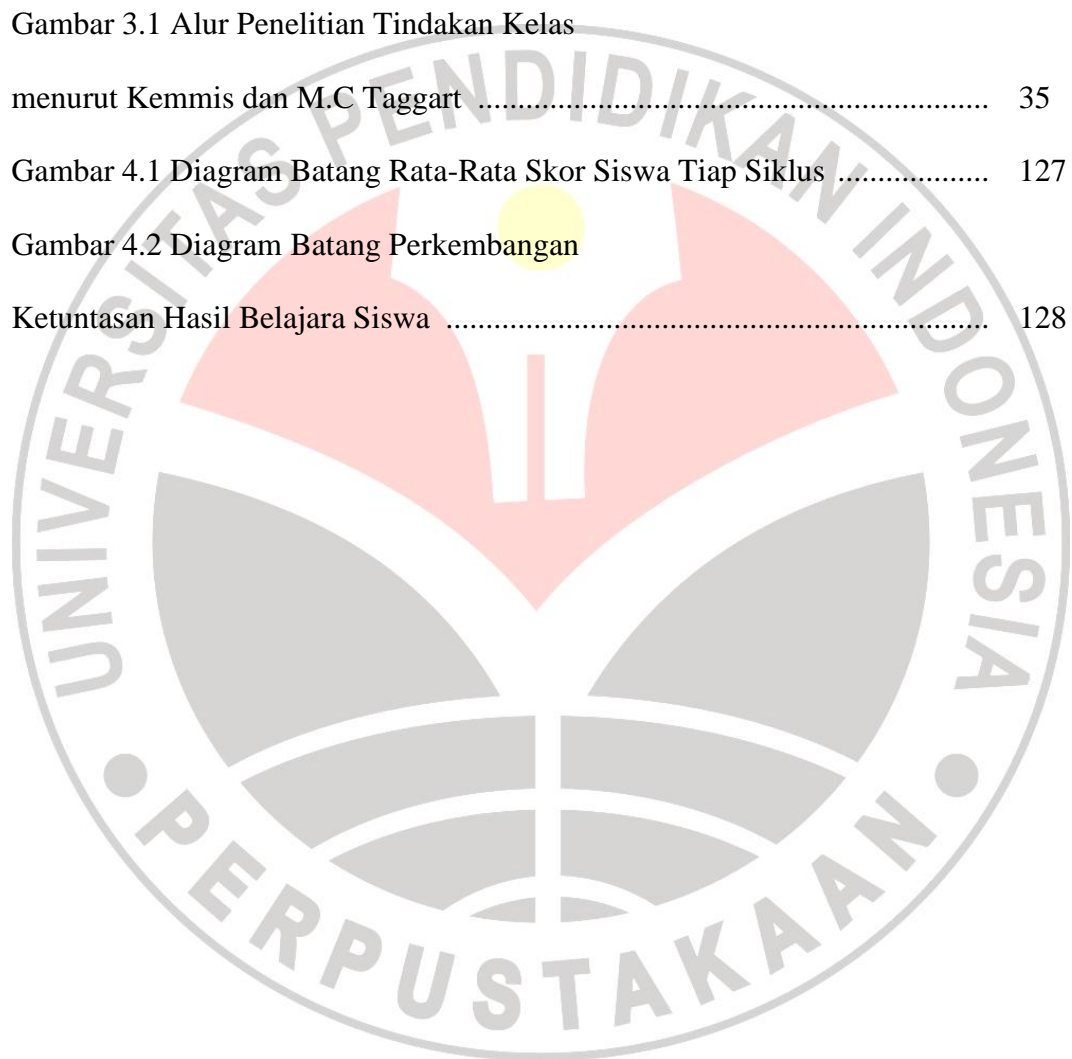 Gambar 3.1 Alur Penelitian Tindakan Kelas
menurut Kemmis dan M.C Taggart ............................................................... 35
Gambar 4.1 Diagram Batang Rata-Rata Skor Siswa Tiap Siklus .................. 127
Gambar 4.2 Diagram Batang Perkembangan
Ketuntasan Hasil Belajara Siswa ................................................................... 128
UNIVERSITAS PENDIDIKAN INDONESIA
PERPUSTAKAAN